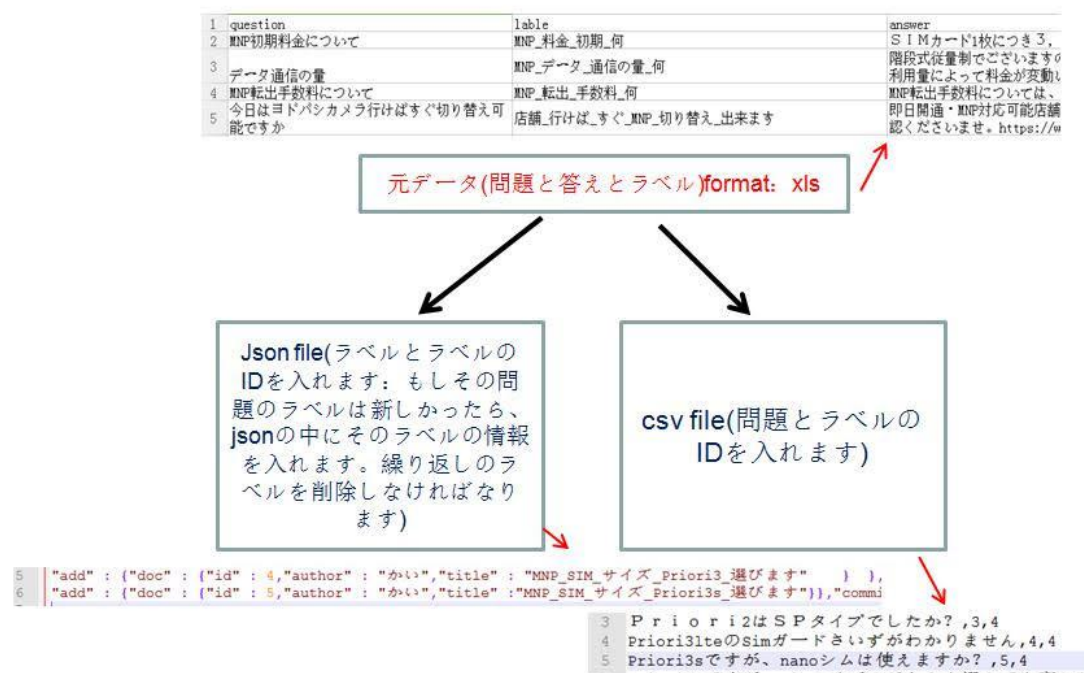 1 question lable answer
2 MNP初期料金について MNP_料金_初期_何 ＳＩＭカード1枚につき３，
3 データ通信の量 MNP_データ_通信の量_何 階段式従量制でございますの
利用量によって料金が変動し
4 MNP転出手数料について MNP_転出_手数料_何 MNP転出手数料については、
5 今日はヨドバシカメラ行けばすぐ切り替え可能ですか 店舗_行けば_すぐ_MNP_切り替え_出来ます 即日開通・MNP対応可能店舗
認くださいませ。https://w
元データ(問題と答えとラベル)format：xls
Json file(ラベルとラベルの
IDを入れます：もしその問
題のラベルは新しかったら、
jsonの中にそのラベルの情報
を入れます。繰り返しのラ
ベルを削除しなければなり
ます)
csv file(問題とラベルの
IDを入れます)
5 "add" : {"doc" : {"id" : 4,"author" : "かい","title" : "MNP_SIM_サイズ_Priori3_選びます" } },
6 "add" : {"doc" : {"id" : 5,"author" : "かい","title" :"MNP_SIM_サイズ_Priori3s_選びます"}},"commi
3 Ｐｒｉｏｒｉ2はＳＰタイプでしたか？,3,4
4 Priori3lteのSimガードさいずがわかりません,4,4
5 Priori3sですが、nanoシムは使えますか？,5,4